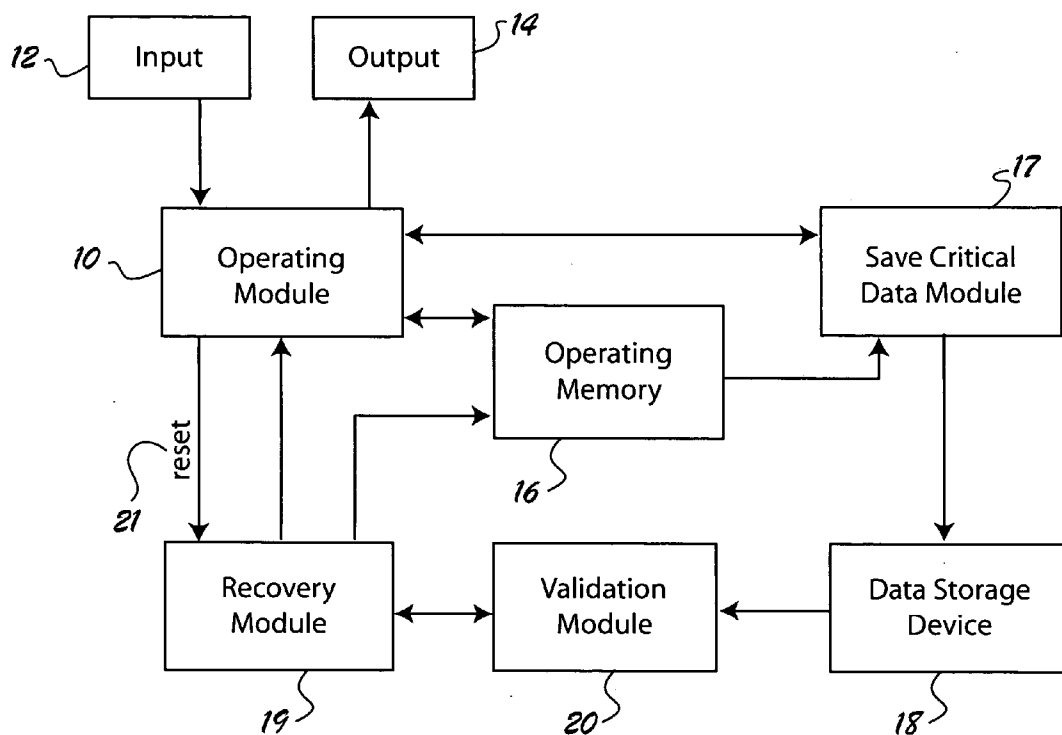 12
Input
Output
14
17
10
Operating
Module
Save Critical
Data Module
Operating
Memory
16
reset
21
Recovery
Module
Validation
Module
Data Storage
Device
19
20
18